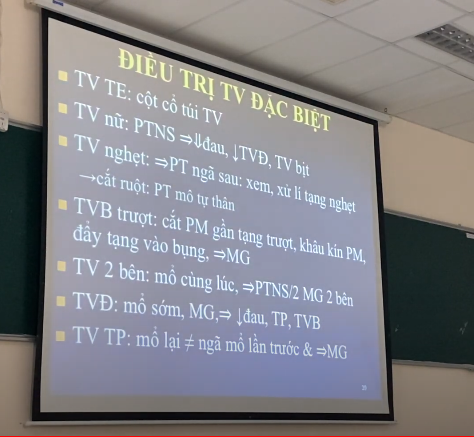 ĐIỀU TRỊ TV ĐẶC BIỆT
TV TE: cột cổ túi TV
TV nữ: PTNS ⇒⇓đau, ↓TVĐ, TV bịt
TV nghẹt: ⇒PT ngã sau: xem, xử lí tạng nghẹt
→cắt ruột: PT mô tự thân
TVB trượt: cắt PM gần tạng trượt, khâu kín PM,
đẩy tạng vào bụng, ⇒MG
TV 2 bên: mổ cùng lúc, ⇒PTNS/2 MG 2 bên
TVĐ: mổ sớm, MG,⇒ ↓đau, TP, TVB
TV TP: mổ lại ≠ ngã mổ lần trước & ⇒MG